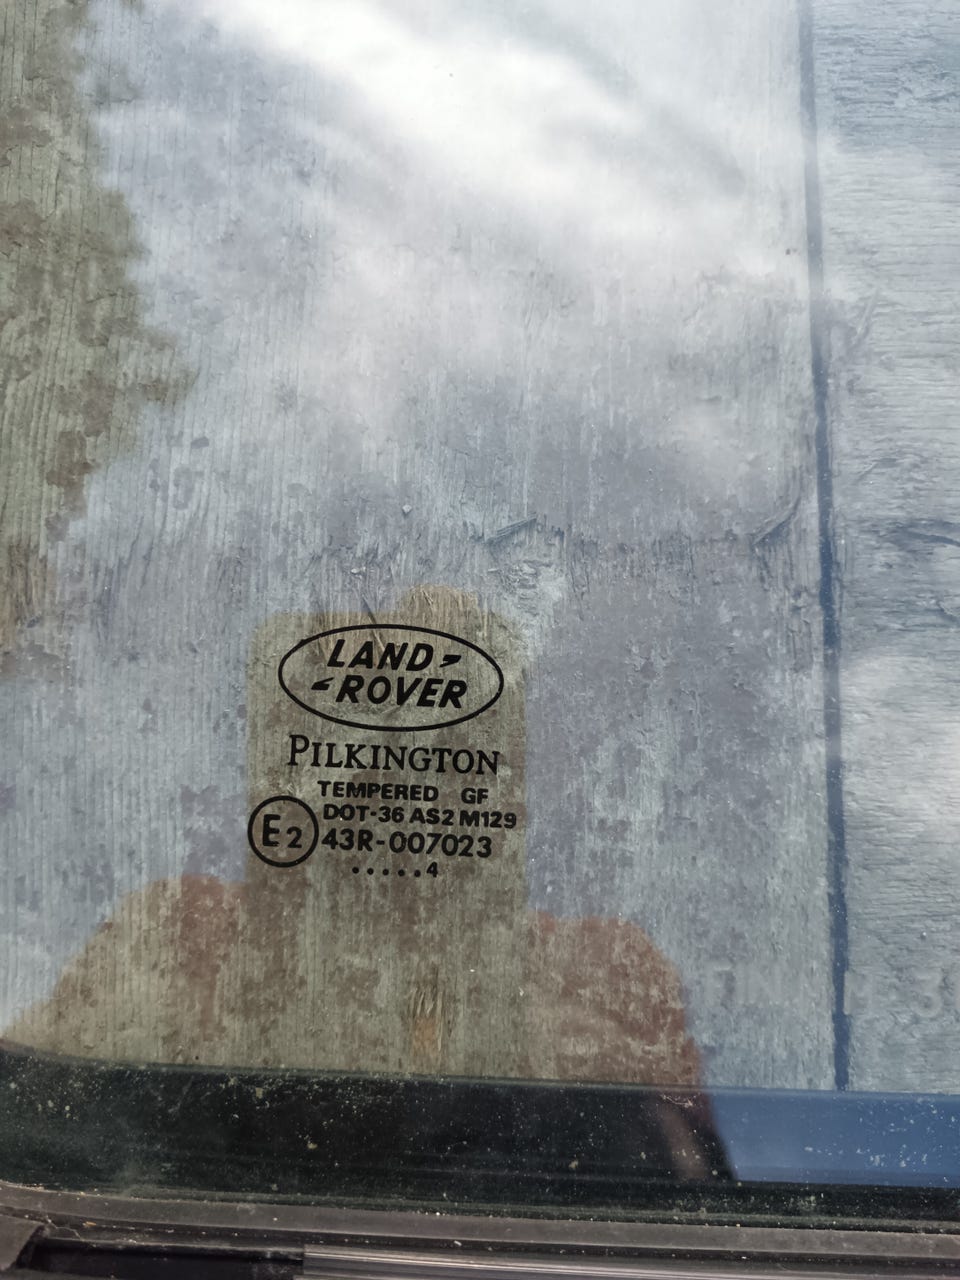 LAND
ROVER
PILKINGTON
TEMPERED GF
DOT-36 AS2 M129
E2 43R-007023
.....4